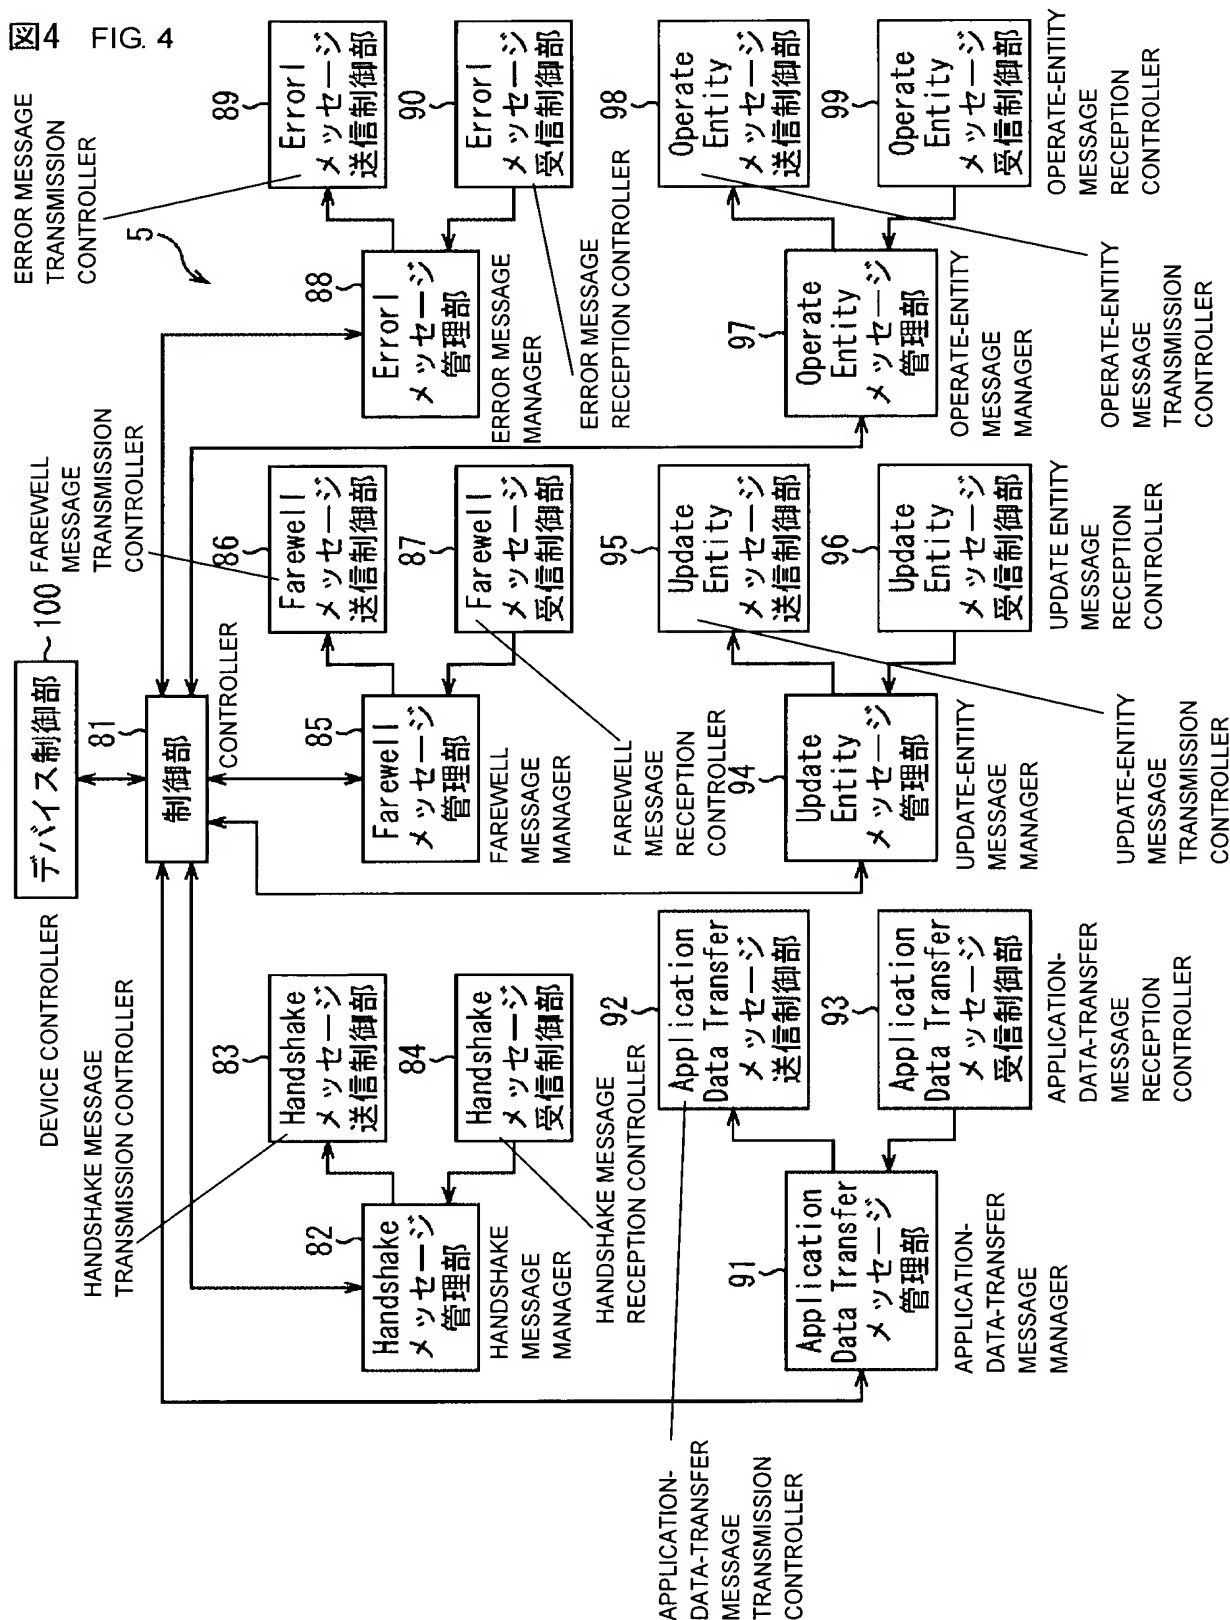 図4 FIG. 4
デバイス制御部
100
DEVICE CONTROLLER
制御部
81
CONTROLLER
5
HANDSHAKE MESSAGE
TRANSMISSION CONTROLLER
83
Handshake
メッセージ
送信制御部
84
Handshake
メッセージ
受信制御部
82
Handshake
メッセージ
管理部
HANDSHAKE
MESSAGE
MANAGER
HANDSHAKE MESSAGE
RECEPTION CONTROLLER
FAREWELL
MESSAGE
TRANSMISSION
CONTROLLER
86
Farewell
メッセージ
送信制御部
87
Farewell
メッセージ
受信制御部
85
Farewell
メッセージ
管理部
FAREWELL
MESSAGE
MANAGER
FAREWELL
MESSAGE
RECEPTION
CONTROLLER
ERROR MESSAGE
TRANSMISSION
CONTROLLER
89
Errorl
メッセージ
送信制御部
90
Errorl
メッセージ
受信制御部
88
Errorl
メッセージ
管理部
ERROR MESSAGE
MANAGER
ERROR MESSAGE
RECEPTION CONTROLLER
92
Application
Data Transfer
メッセージ
送信制御部
93
Application
Data Transfer
メッセージ
受信制御部
91
Application
Data Transfer
メッセージ
管理部
APPLICATION-
DATA-TRANSFER
MESSAGE
MANAGER
APPLICATION-
DATA-TRANSFER
MESSAGE
RECEPTION
CONTROLLER
APPLICATION-
DATA-TRANSFER
MESSAGE
TRANSMISSION
CONTROLLER
95
Update
Entity
メッセージ
送信制御部
96
Update
Entity
メッセージ
受信制御部
94
Update
Entity
メッセージ
管理部
UPDATE-ENTITY
MESSAGE
MANAGER
UPDATE ENTITY
MESSAGE
RECEPTION
CONTROLLER
UPDATE-ENTITY
MESSAGE
TRANSMISSION
CONTROLLER
98
Operate
Entity
メッセージ
送信制御部
99
Operate
Entity
メッセージ
受信制御部
97
Operate
Entity
メッセージ
管理部
OPERATE-ENTITY
MESSAGE
MANAGER
OPERATE-ENTITY
MESSAGE
RECEPTION
CONTROLLER
OPERATE-ENTITY
MESSAGE
TRANSMISSION
CONTROLLER